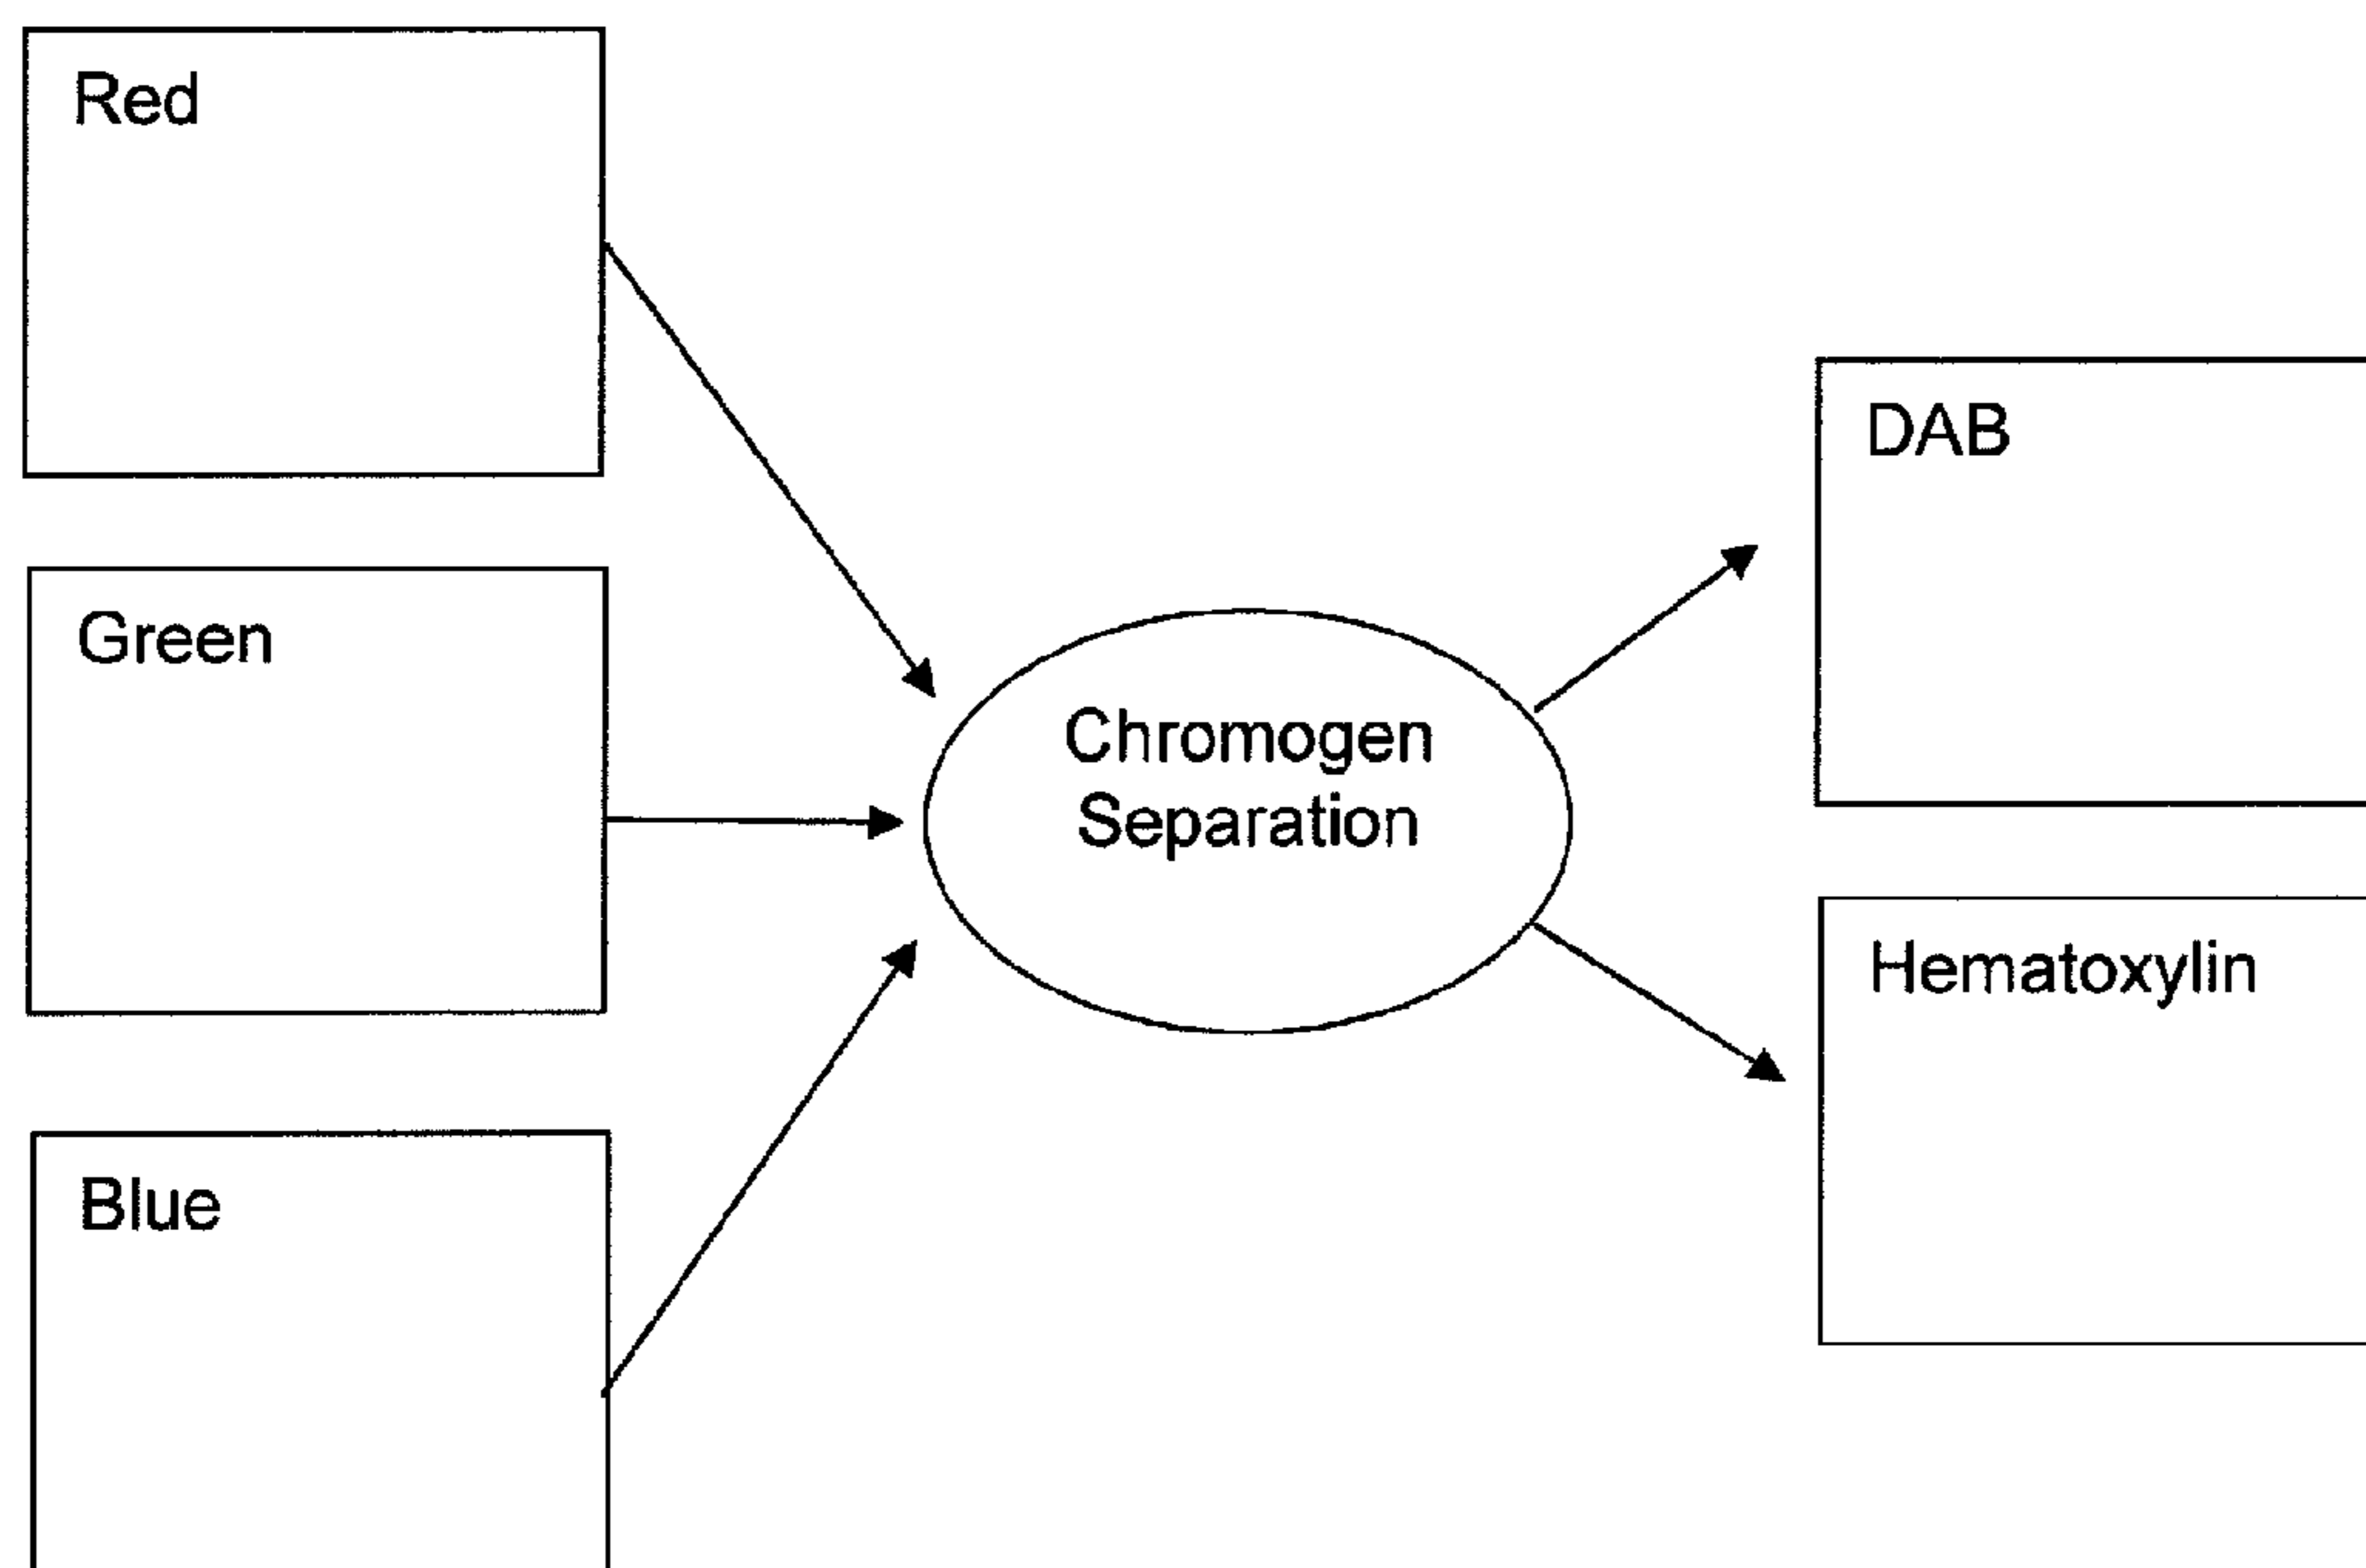 Red
Green
Blue
Chromogen
Separation
DAB
Hematoxylin